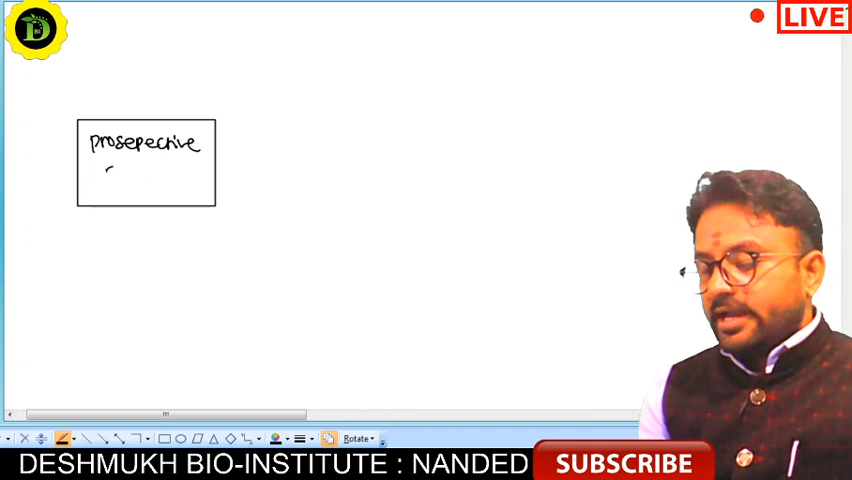 D
LIVE
prosepective
Rotate
DESHMUKH BIO-INSTITUTE : NANDED
SUBSCRIBE